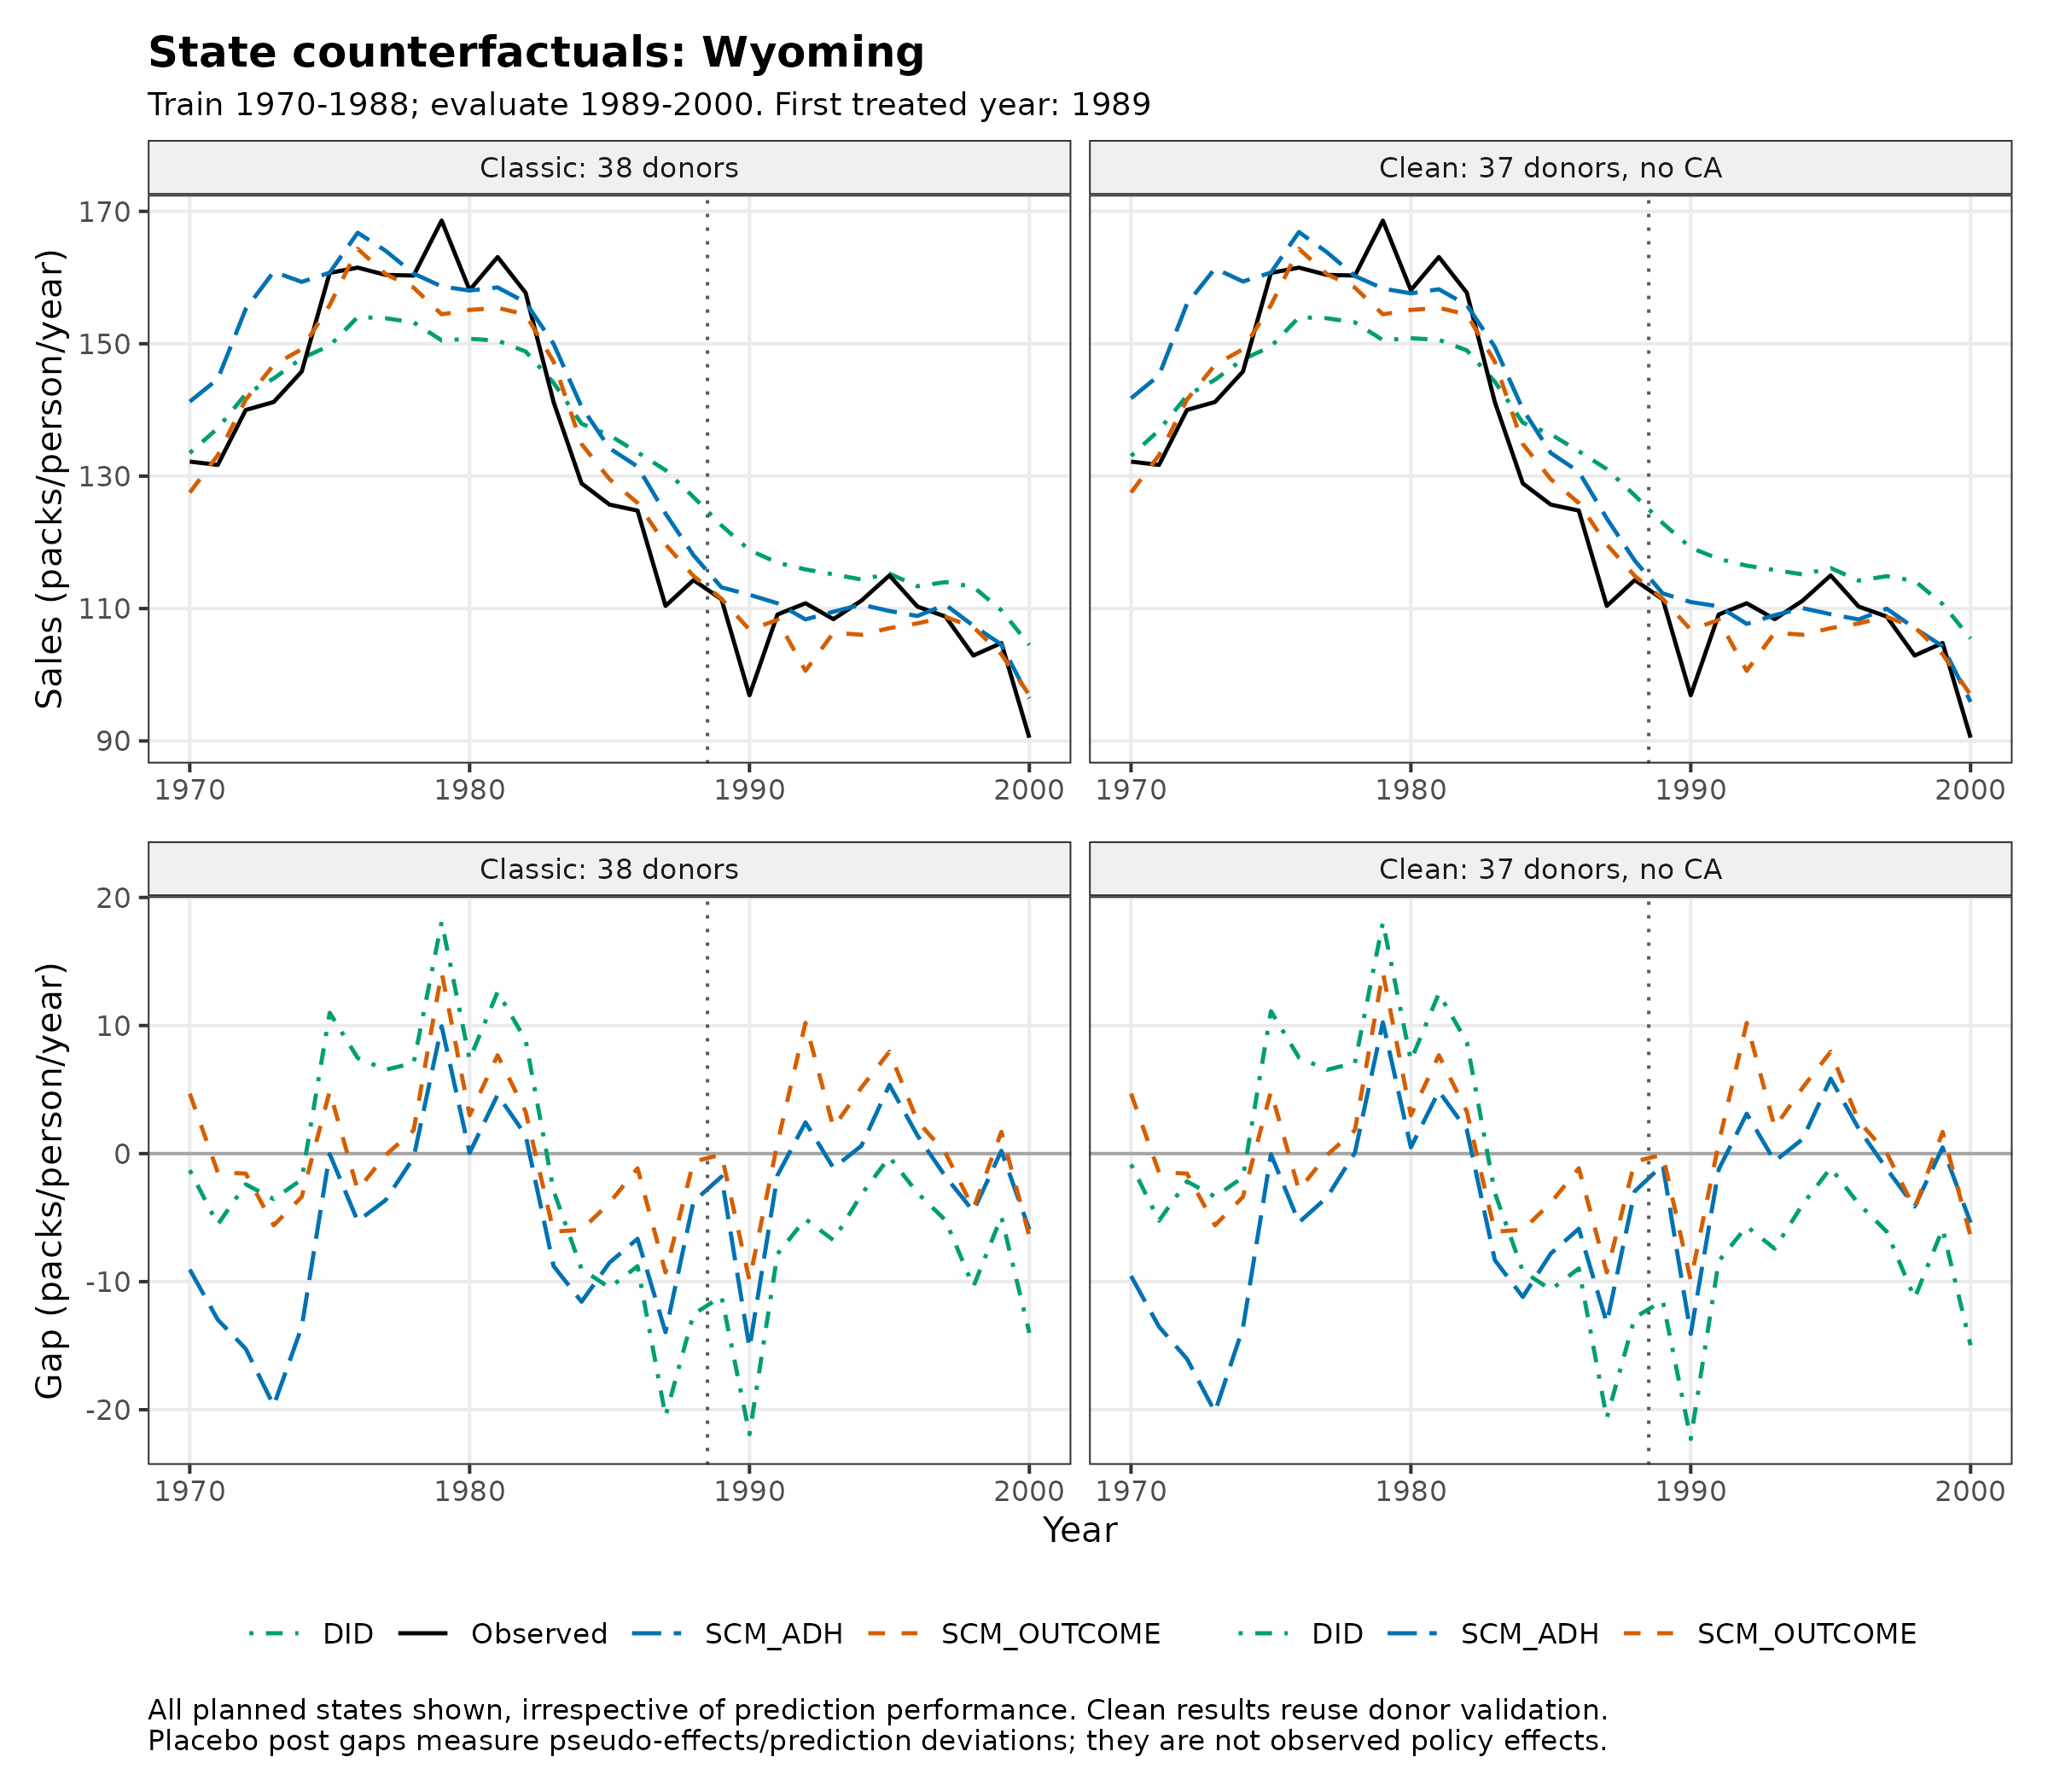 State counterfactuals: Wyoming
Train 1970-1988; evaluate 1989-2000. First treated year: 1989
Classic: 38 donors
Clean: 37 donors, no CA
Sales (packs/person/year)
170
150
130
110
90
1970 1980 1990 2000
1970 1980 1990 2000
Classic: 38 donors
Clean: 37 donors, no CA
Gap (packs/person/year)
20
10
0
-10
-20
1970 1980 1990 2000
1970 1980 1990 2000
Year
DID Observed SCM_ADH SCM_OUTCOME
DID SCM_ADH SCM_OUTCOME
All planned states shown, irrespective of prediction performance. Clean results reuse donor validation.
Placebo post gaps measure pseudo-effects/prediction deviations; they are not observed policy effects.